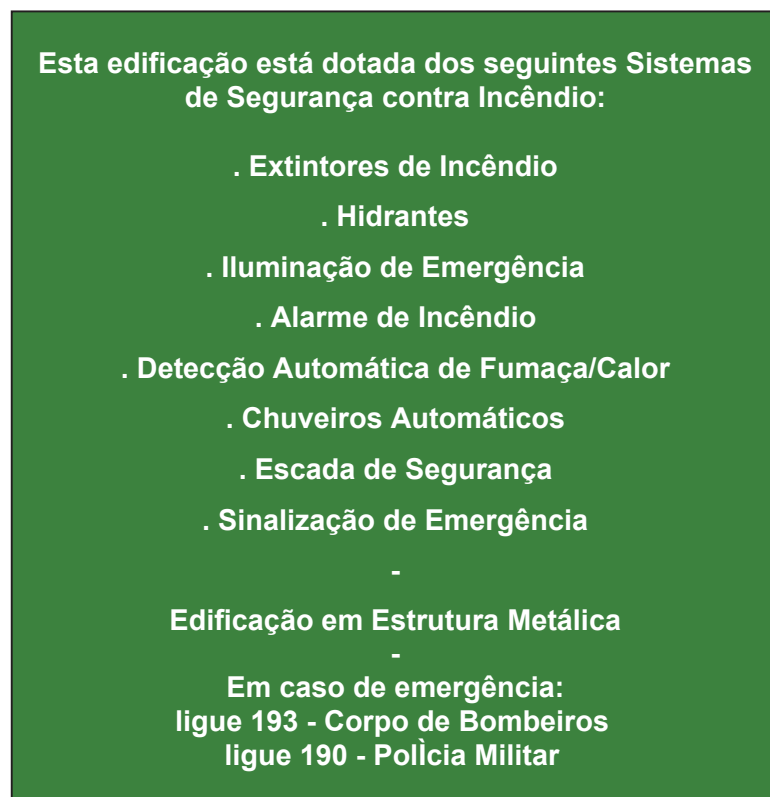 Esta edificação está dotada dos seguintes Sistemas
de Segurança contra Incêndio:
. Extintores de Incêndio
. Hidrantes
. Iluminação de Emergência
. Alarme de Incêndio
. Detecção Automática de Fumaça/Calor
. Chuveiros Automáticos
. Escada de Segurança
. Sinalização de Emergência
-
Edificação em Estrutura Metálica
-
Em caso de emergência:
ligue 193 - Corpo de Bombeiros
ligue 190 - PolÌcia Militar